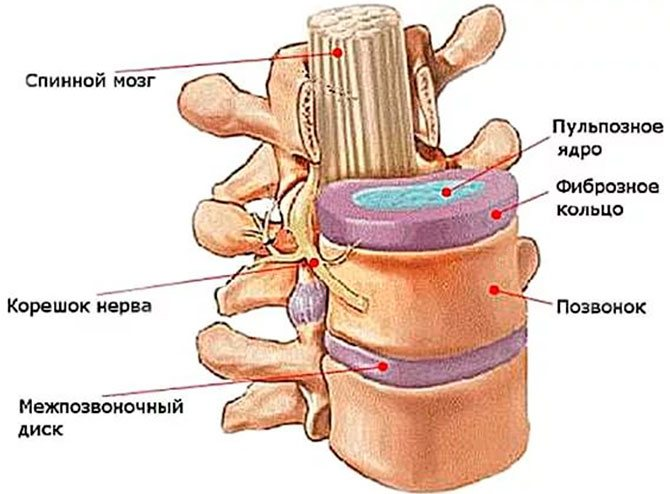 Спинной мозг
Пульпозное
ядро
Фиброзное
кольцо
Корешок нерва
Позвонок
Межпозвоночный
диск